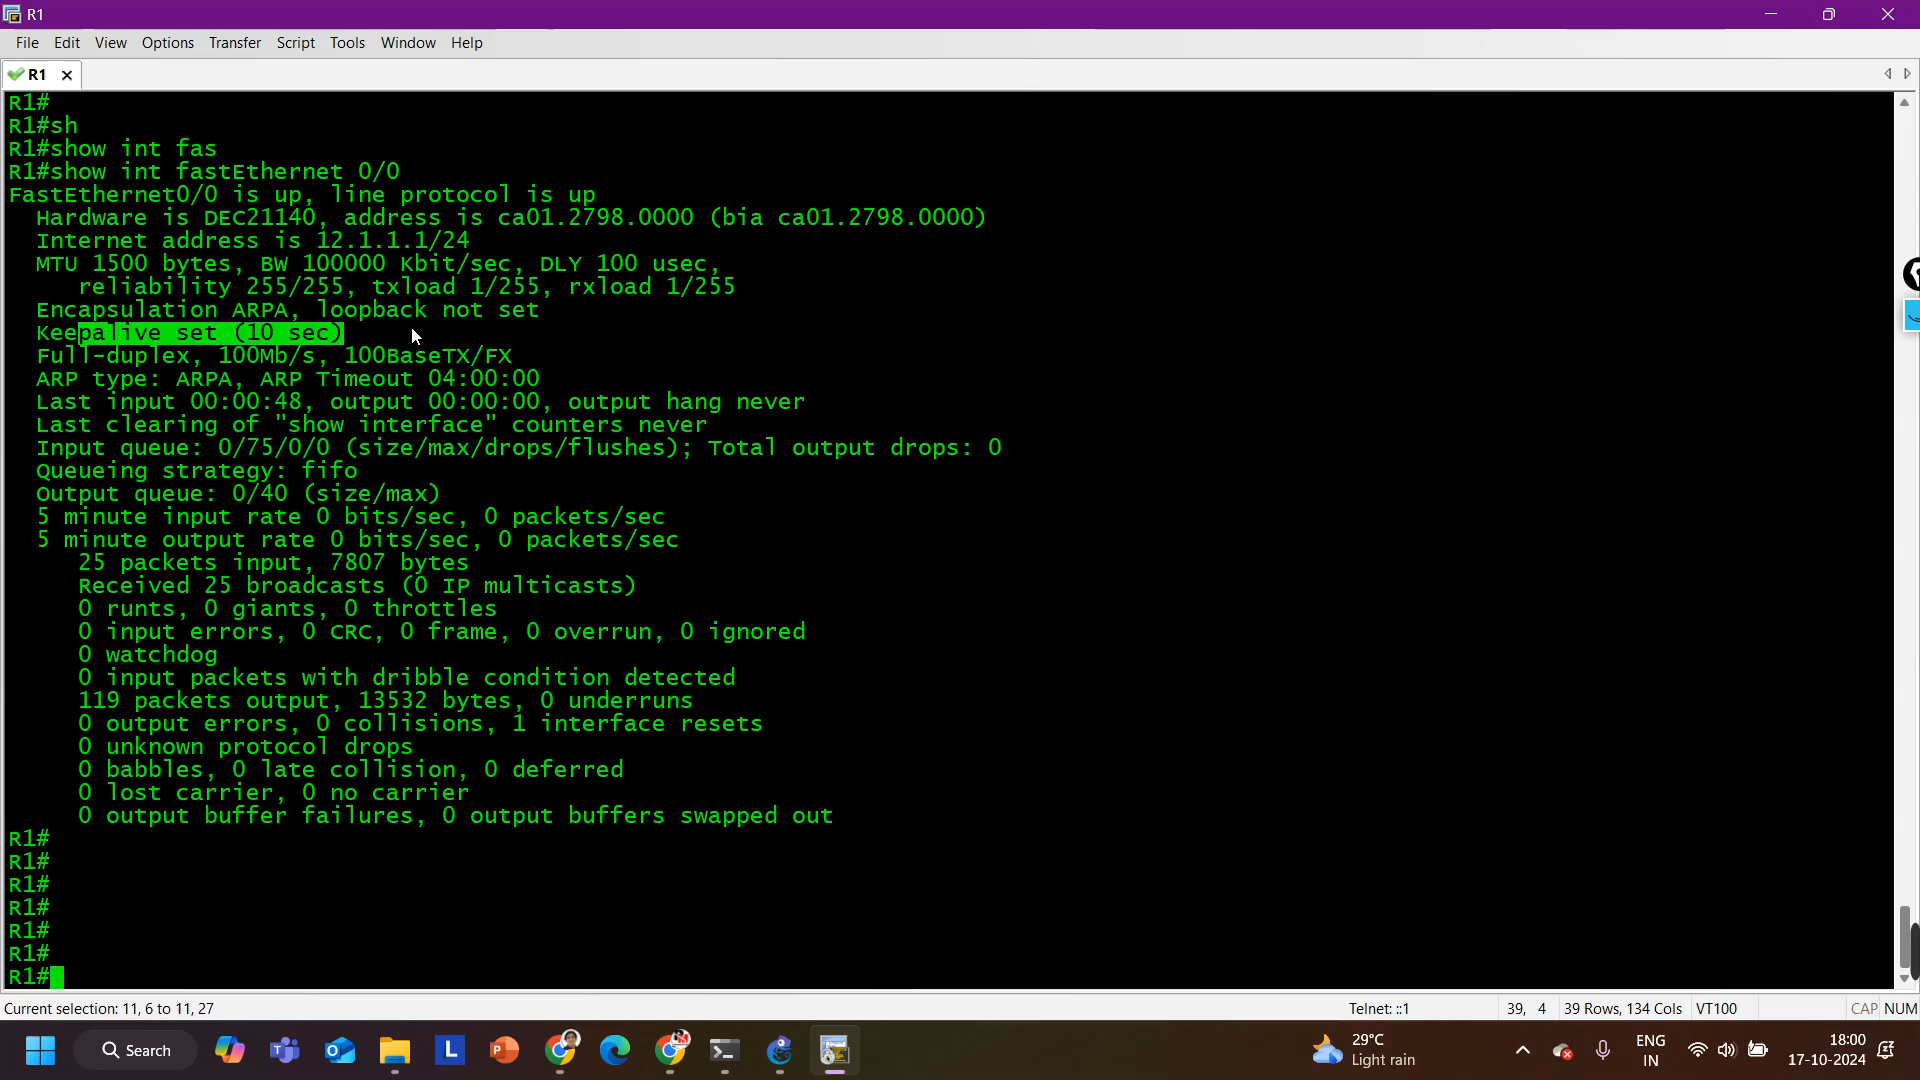 R1
File Edit View Options Transfer Script Tools Window Help
R1
R1#
R1#sh
R1#show int fas
R1#show int fastEthernet 0/0
FastEthernet0/0 is up, line protocol is up
Hardware is DEC21140, address is ca01.2798.0000 (bia ca01.2798.0000)
Internet address is 12.1.1.1/24
MTU 1500 bytes, BW 100000 Kbit/sec, DLY 100 usec,
reliability 255/255, txload 1/255, rxload 1/255
Encapsulation ARPA, loopback not set
Keepalive set (10 sec)
Full-duplex, 100Mb/s, 100BaseTX/FX
ARP type: ARPA, ARP Timeout 04:00:00
Last input 00:00:48, output 00:00:00, output hang never
Last clearing of "show interface" counters never
Input queue: 0/75/0/0 (size/max/drops/flushes); Total output drops: 0
Queueing strategy: fifo
Output queue: 0/40 (size/max)
5 minute input rate 0 bits/sec, 0 packets/sec
5 minute output rate 0 bits/sec, 0 packets/sec
25 packets input, 7807 bytes
Received 25 broadcasts (0 IP multicasts)
0 runts, 0 giants, 0 throttles
0 input errors, 0 CRC, 0 frame, 0 overrun, 0 ignored
0 watchdog
0 input packets with dribble condition detected
119 packets output, 13532 bytes, 0 underruns
0 output errors, 0 collisions, 1 interface resets
0 unknown protocol drops
0 babbles, 0 late collision, 0 deferred
0 lost carrier, 0 no carrier
0 output buffer failures, 0 output buffers swapped out
R1#
R1#
R1#
R1#
R1#
R1#
R1#
Current selection: 11, 6 to 11, 27 Telnet: ::1 39, 4 39 Rows, 134 Cols VT100 CAP NUM
Search L P 29°C ENG 18:00
Light rain IN 17-10-2024